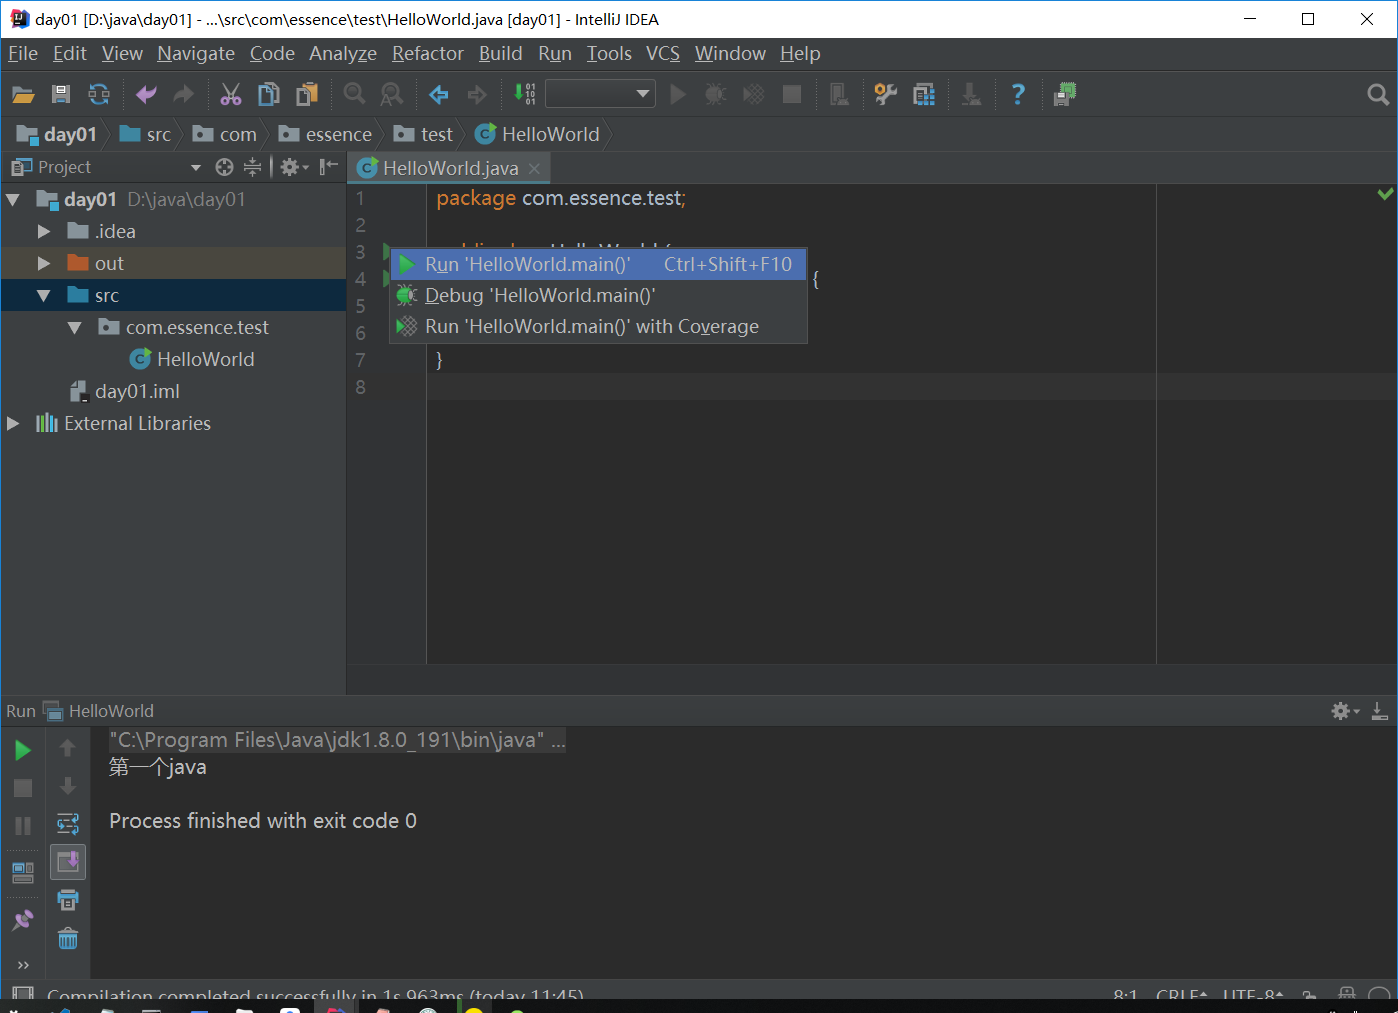 day01 [D:\java\day01] - ...\src\com\essence\test\HelloWorld.java [day01] - IntelliJ IDEA
File Edit View Navigate Code Analyze Refactor Build Run Tools VCS Window Help
day01 src com essence test HelloWorld
Project
HelloWorld.java
day01 D:\java\day01
.idea
out
src
com.essence.test
HelloWorld
day01.iml
External Libraries
1 package com.essence.test;
2
3
4 {
5
6
7 }
8
Run 'HelloWorld.main()' Ctrl+Shift+F10
Debug 'HelloWorld.main()'
Run 'HelloWorld.main()' with Coverage
Run HelloWorld
"C:\Program Files\Java\jdk1.8.0_191\bin\java" ...
第一个java
Process finished with exit code 0
Compilation completed successfully in 1s 963ms (today 11:45)
8:1 CRLF UTF-8